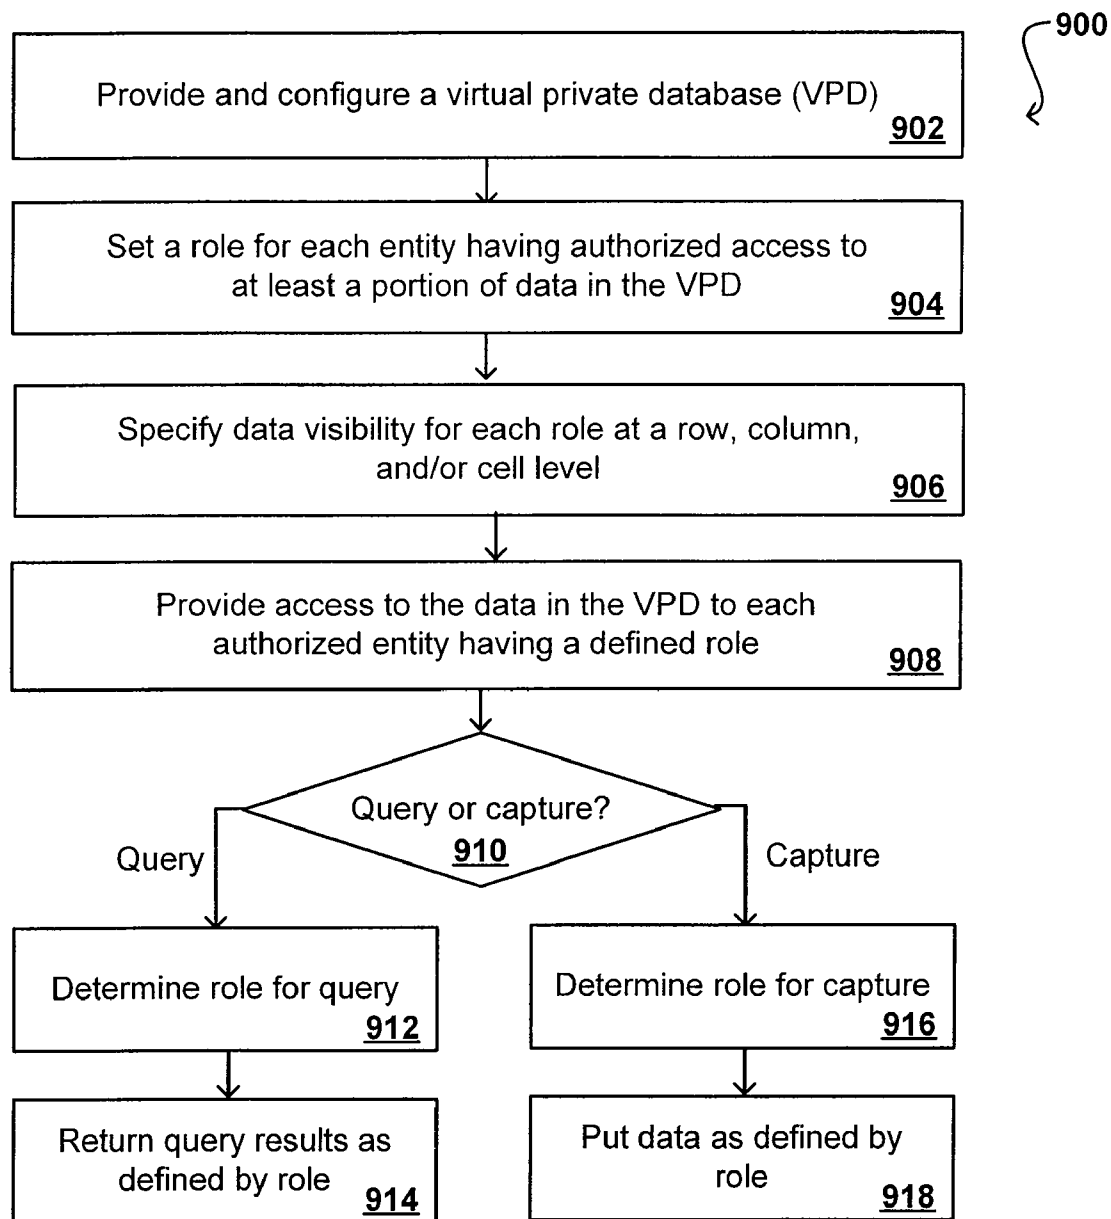 900
Provide and configure a virtual private database (VPD)
902
Set a role for each entity having authorized access to
at least a portion of data in the VPD
904
Specify data visibility for each role at a row, column,
and/or cell level
906
Provide access to the data in the VPD to each
authorized entity having a defined role
908
Query or capture?
910
Query
Capture
Determine role for query
912
Determine role for capture
916
Return query results as
defined by role
914
Put data as defined by
role
918